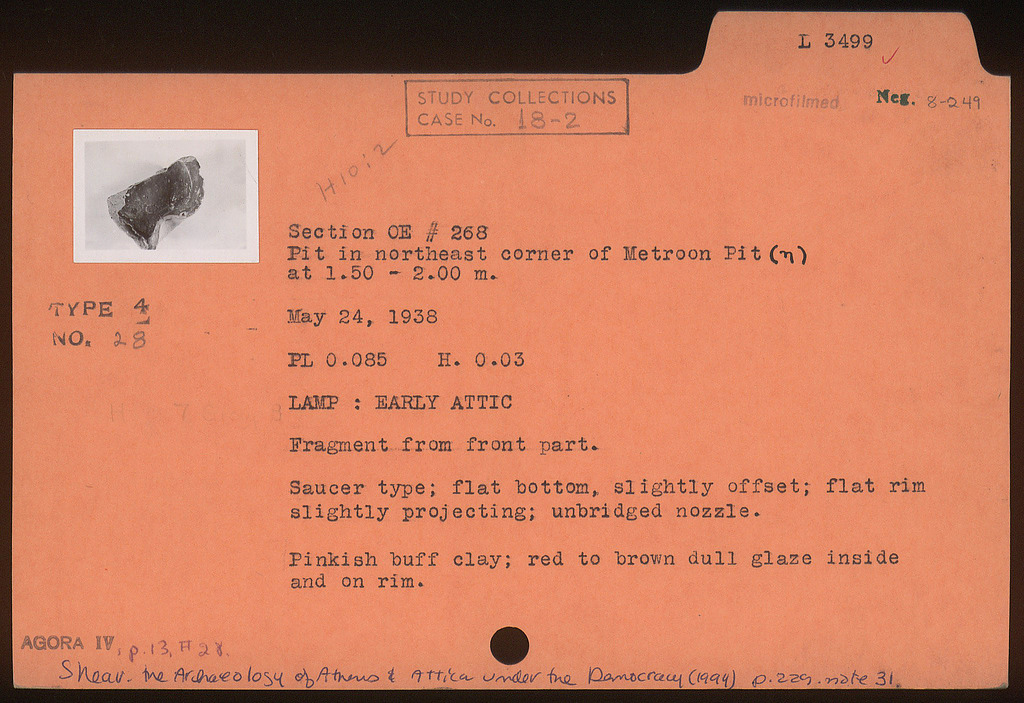 L 3499
STUDY COLLECTIONS
CASE No. 18-2
microfilmed
Neg. 8-249
H10:2
Section OE # 268
Pit in northeast corner of Metroon Pit (η)
at 1.50 - 2.00 m.
TYPE 4
NO. 28
May 24, 1938
PL 0.085 H. 0.03
LAMP : EARLY ATTIC
Fragment from front part.
Saucer type; flat bottom, slightly offset; flat rim
slightly projecting; unbridged nozzle.
Pinkish buff clay; red to brown dull glaze inside
and on rim.
AGORA IV, p.13, # 28.
Shear. the Archaeology of Athens & Attica under the Democracy (1994) p.229. note 31.